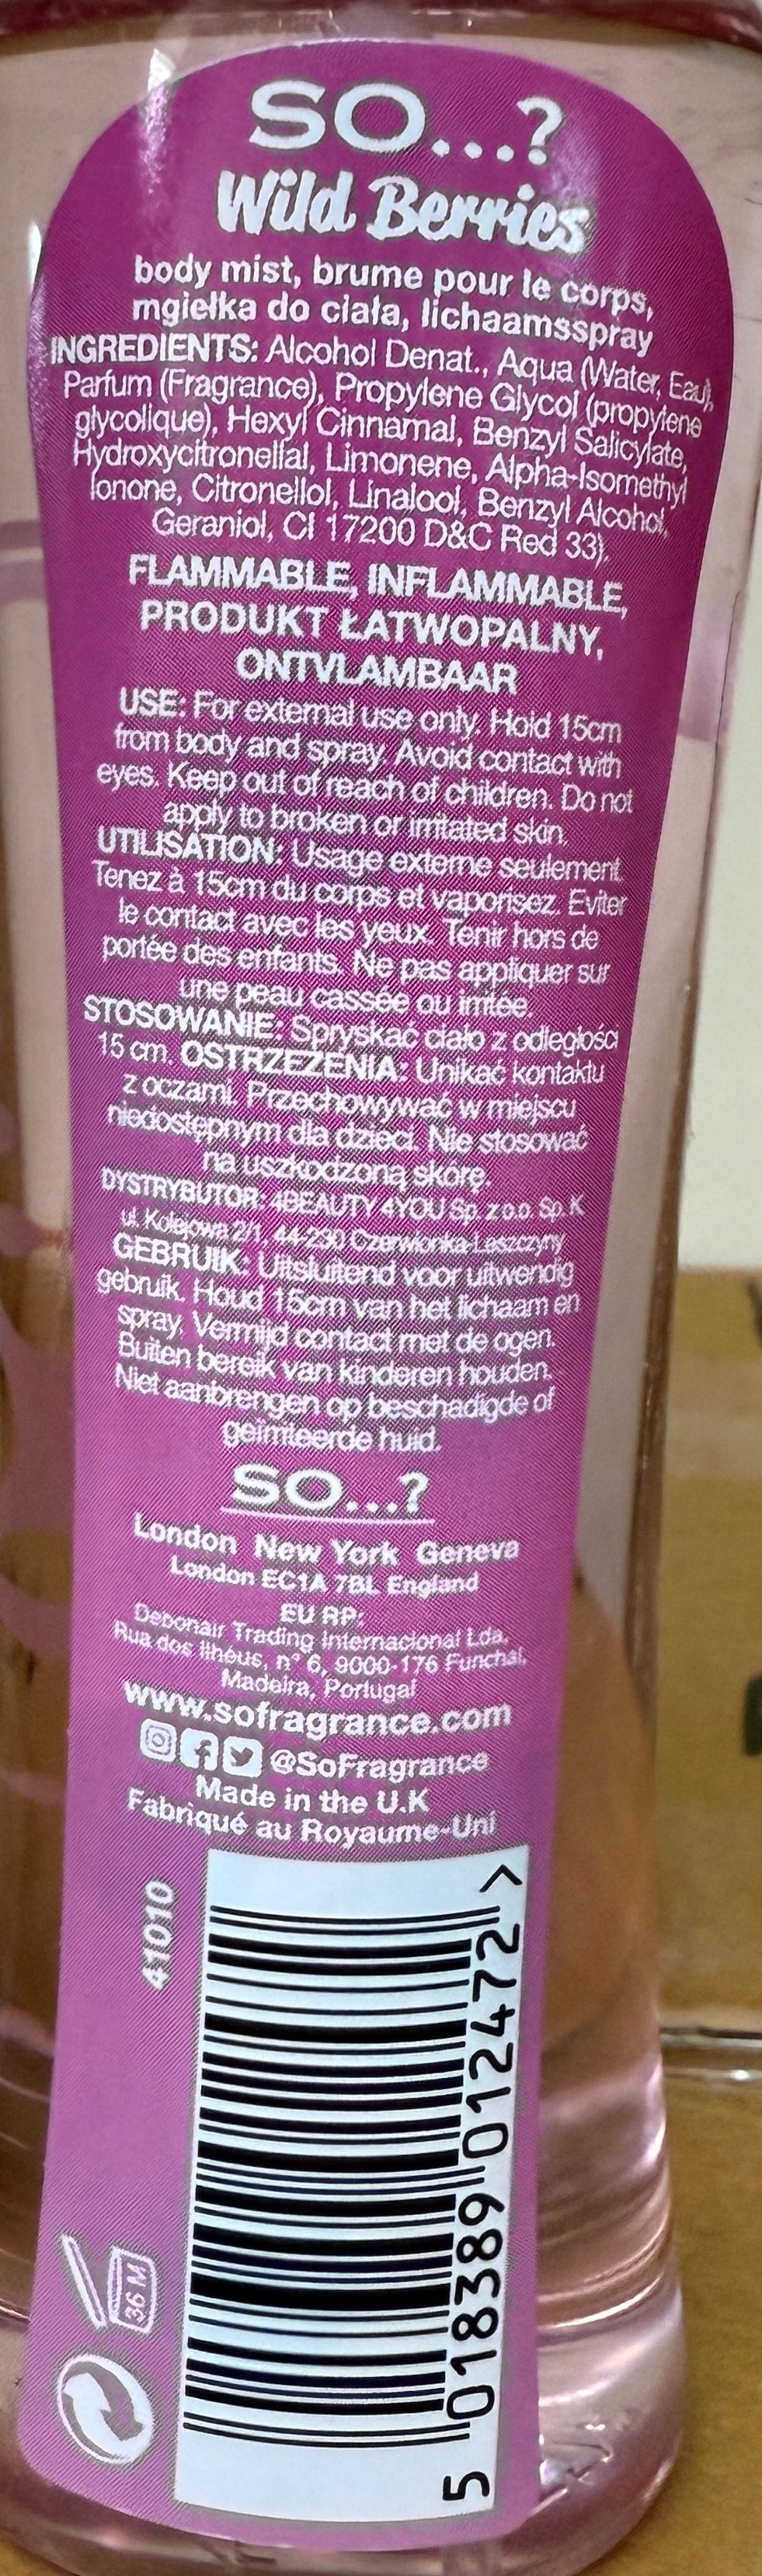 SO...?
Wild Berries
body mist, brume pour le corps,
mgiełka do ciała, lichaamsspray
INGREDIENTS: Alcohol Denat., Aqua (Water, Eau),
Parfum (Fragrance), Propylene Glycol (propylene
glycolique), Hexyl Cinnamal, Benzyl Salicylate,
Hydroxycitronellal, Limonene, Alpha-Isomethyl
Ionone, Citronellol, Linalool, Benzyl Alcohol,
Geraniol, CI 17200 D&C Red 33).
FLAMMABLE, INFLAMMABLE,
PRODUKT ŁATWOPALNY,
ONTVLAMBAAR
USE: For external use only. Hold 15cm
from body and spray. Avoid contact with
eyes. Keep out of reach of children. Do not
apply to broken or irritated skin.
UTILISATION: Usage externe seulement.
Tenez à 15cm du corps et vaporisez. Eviter
le contact avec les yeux. Tenir hors de
portée des enfants. Ne pas appliquer sur
une peau cassée ou irritée.
STOSOWANIE: Spryskać ciało z odległości
15 cm. OSTRZEŻENIA: Unikać kontaktu
z oczami. Przechowywać w miejscu
niedostępnym dla dzieci. Nie stosować
na uszkodzoną skórę.
DYSTRYBUTOR: 4BEAUTY4YOU Sp. z o.o. Sp. K
ul. Kolejowa 2/1, 44-230 Czerwionka-Leszczyny
GEBRUIK: Uitsluitend voor uitwendig
gebruik. Houd 15cm van het lichaam en
spray. Vermijd contact met de ogen.
Buiten bereik van kinderen houden.
Niet aanbrengen op beschadigde of
geïrriteerde huid.
SO...?
London New York Geneva
London EC1A 7BL England
EU RP:
Debonair Trading Internacional Lda,
Rua dos Ilhéus, n° 6, 9000-176 Funchal,
Madeira, Portugal
www.sofragrance.com
@SoFragrance
Made in the U.K
Fabriqué au Royaume-Uni
41010
36 M
5 018389 012472 >